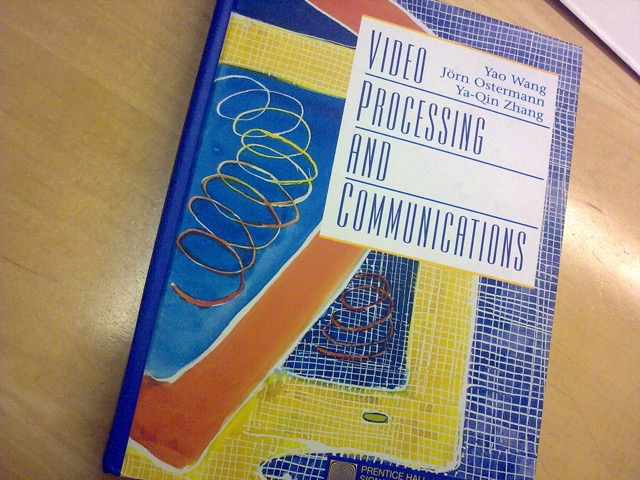 VIDEO
Yao Wang
Jörn Ostermann
Ya-Qin Zhang
PROCESSING
AND
COMMUNICATIONS
PRENTICE HALL